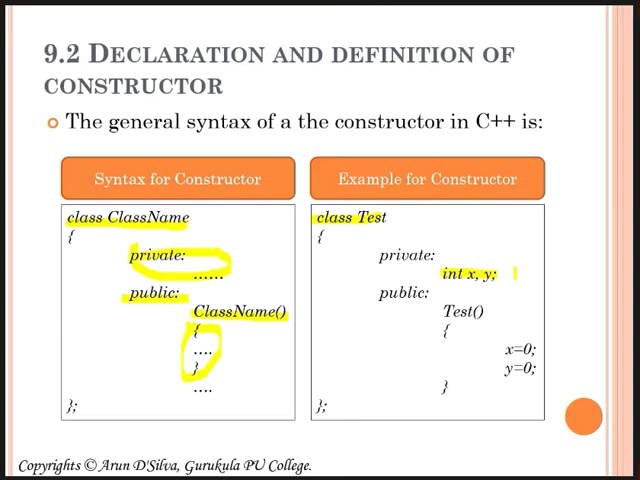 9.2 DECLARATION AND DEFINITION OF
CONSTRUCTOR
The general syntax of a the constructor in C++ is:
Syntax for Constructor
class ClassName
{
private:
......
public:
ClassName()
{
....
}
....
};
Example for Constructor
class Test
{
private:
int x, y;
public:
Test()
{
x=0;
y=0;
}
};
Copyrights © Arun D'Silva, Gurukula PU College.